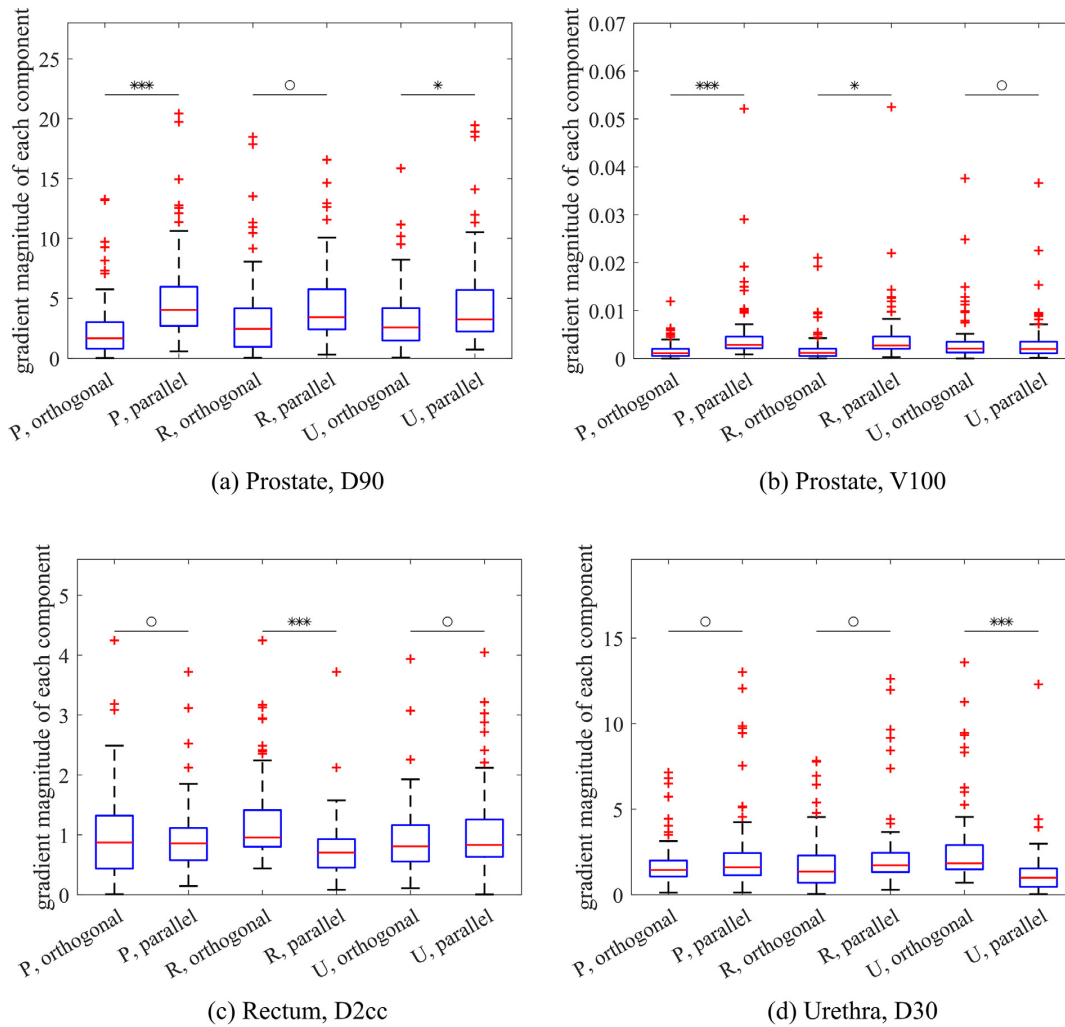 gradient magnitude of each component
25
20
15
10
5
0
***
○
*
P, orthogonal
P, parallel
R, orthogonal
R, parallel
U, orthogonal
U, parallel
(a) Prostate, D90
gradient magnitude of each component
0.07
0.06
0.05
0.04
0.03
0.02
0.01
0
***
*
○
P, orthogonal
P, parallel
R, orthogonal
R, parallel
U, orthogonal
U, parallel
(b) Prostate, V100
gradient magnitude of each component
5
4
3
2
1
0
○
***
○
P, orthogonal
P, parallel
R, orthogonal
R, parallel
U, orthogonal
U, parallel
(c) Rectum, D2cc
gradient magnitude of each component
15
10
5
0
○
○
***
P, orthogonal
P, parallel
R, orthogonal
R, parallel
U, orthogonal
U, parallel
(d) Urethra, D30